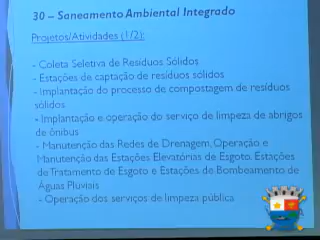 30 – Saneamento Ambiental Integrado
Projetos/Atividades (1/2):
- Coleta Seletiva de Resíduos Sólidos
- Estações de captação de resíduos sólidos
- Implantação do processo de compostagem de resíduos
sólidos
- Implantação e operação do serviço de limpeza de abrigos
de ônibus
- Manutenção das Redes de Drenagem, Operação e
Manutenção das Estações Elevatórias de Esgoto. Estações
de Tratamento de Esgoto e Estações de Bombeamento de
Águas Pluviais
- Operação dos serviços de limpeza pública